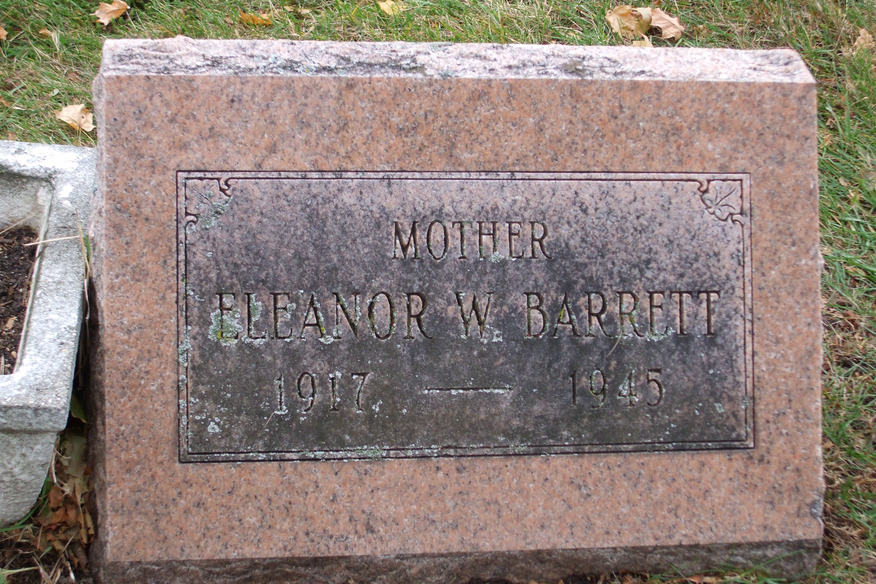 MOTHER
ELEANOR W BARRETT
1917 — 1945